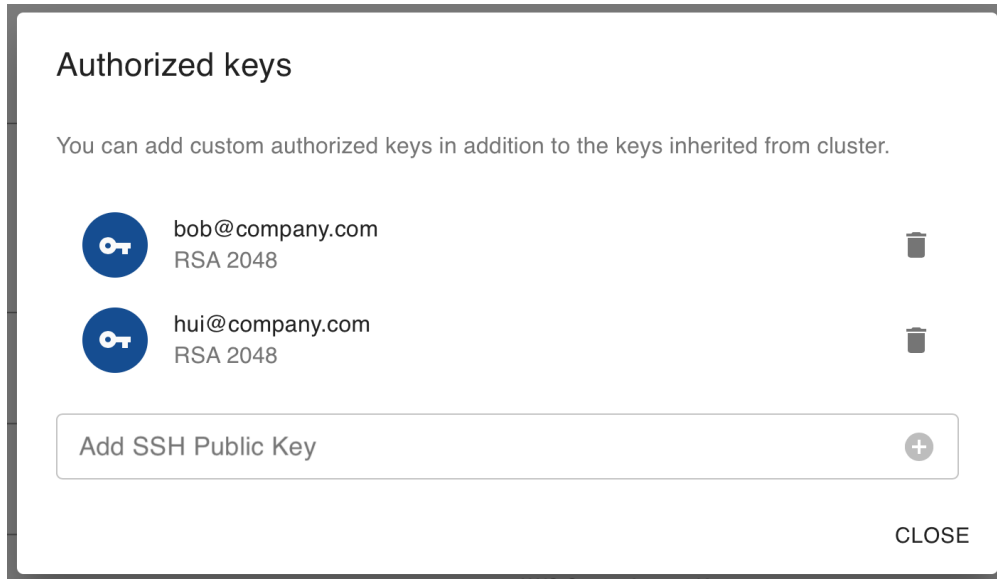 Authorized keys
You can add custom authorized keys in addition to the keys inherited from cluster.
bob@company.com
RSA 2048
hui@company.com
RSA 2048
Add SSH Public Key
CLOSE